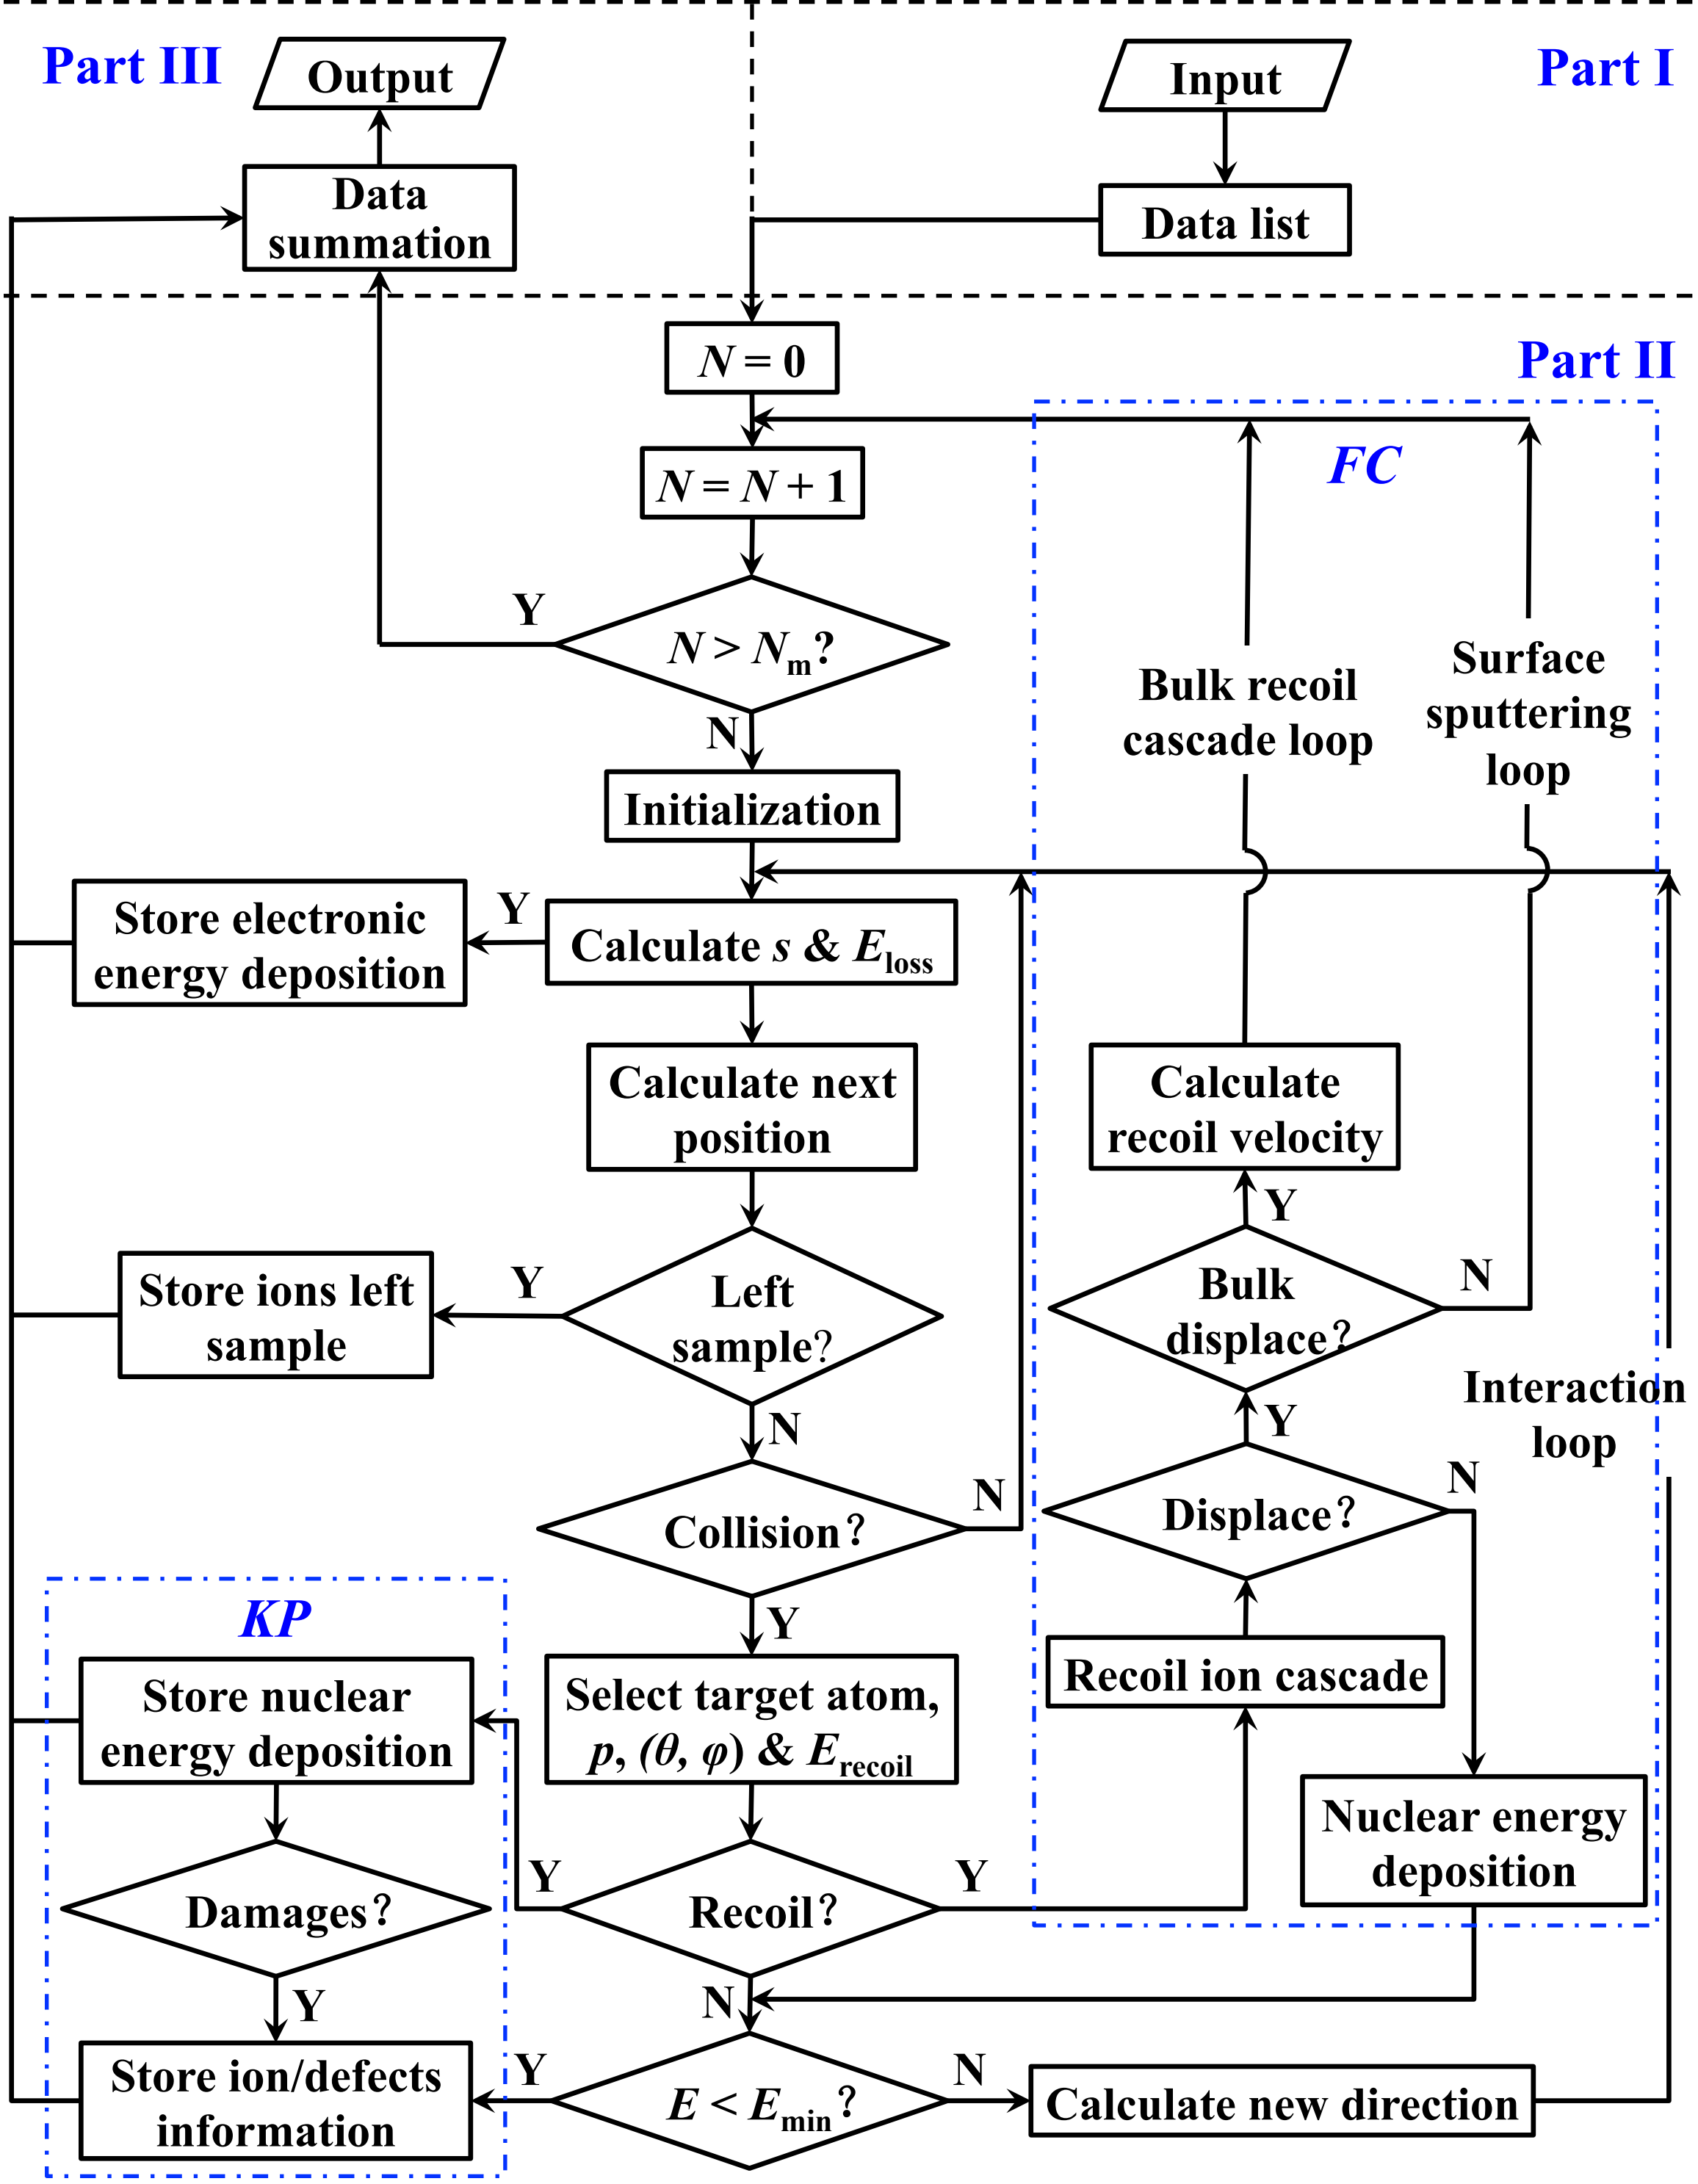 Part III
Output
Input
Part I
Data
summation
Data list
N = 0
Part II
FC
N = N + 1
Y
N > Nm?
N
Bulk recoil
cascade loop
Surface
sputtering
loop
Initialization
Store electronic
energy deposition
Y
Calculate s & Eloss
Calculate next
position
Calculate
recoil velocity
Y
Store ions left
sample
Y
Left
sample?
N
Bulk
displace?
N
Y
Interaction
loop
Collision?
N
Displace?
N
KP
Y
Store nuclear
energy deposition
Select target atom,
p, (θ, φ) & Erecoil
Recoil ion cascade
Nuclear energy
deposition
Damages?
Y
Recoil?
Y
Y
N
Store ion/defects
information
Y
E < Emin?
N
Calculate new direction